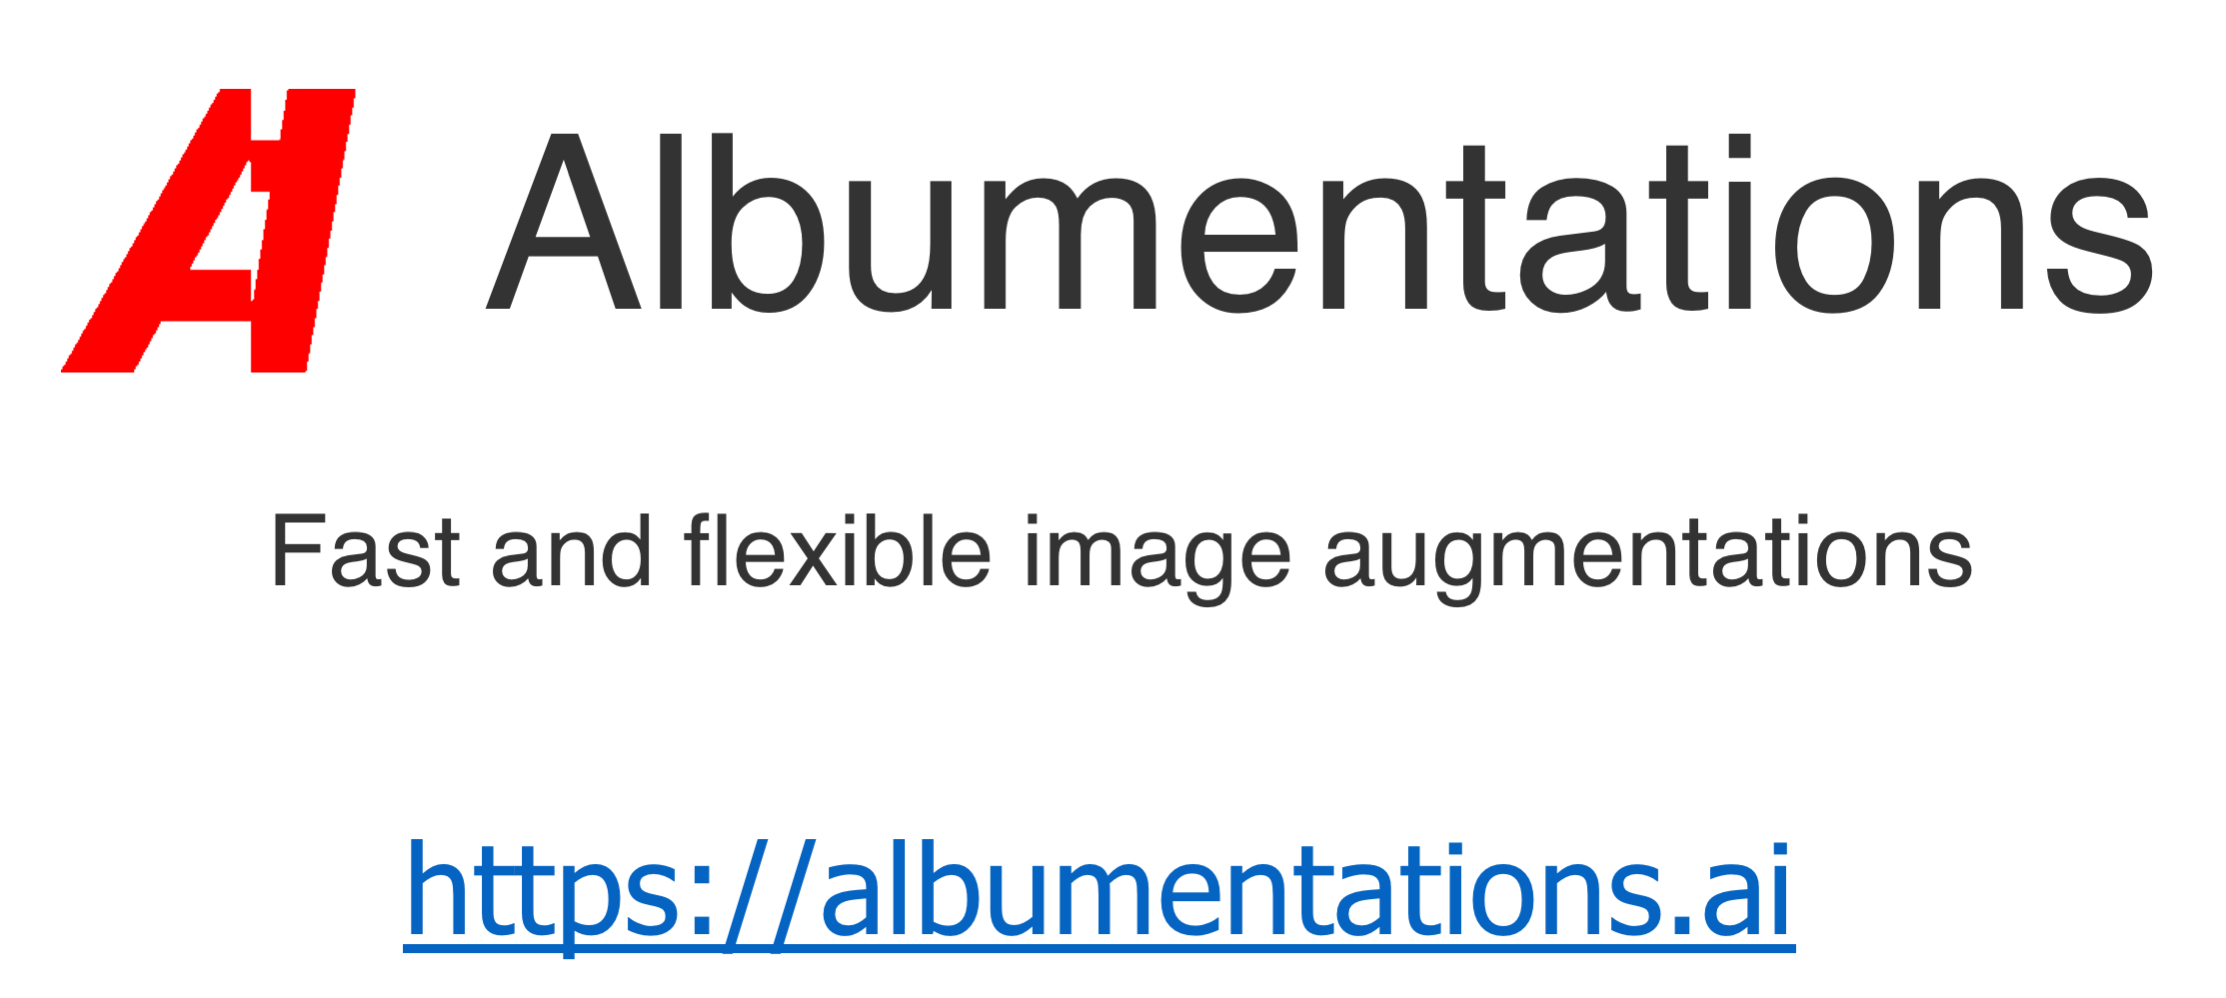 Albumentations
Fast and flexible image augmentations
https://albumentations.ai